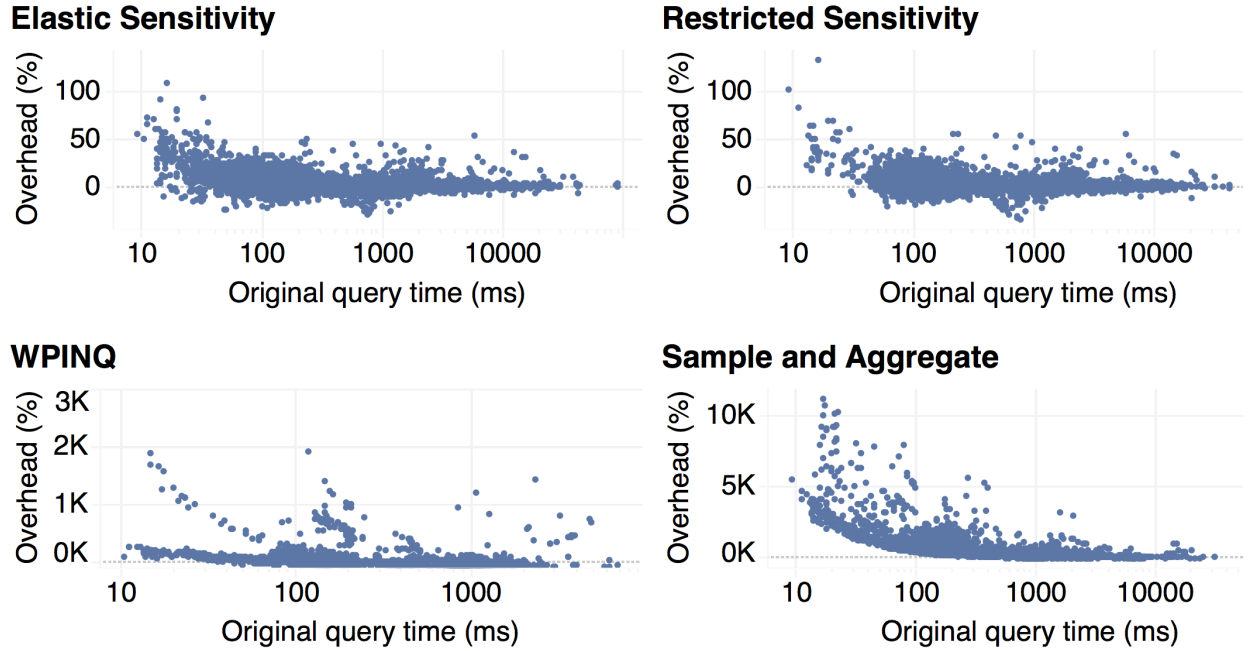 Elastic Sensitivity
Overhead (%)
100
50
0
10 100 1000 10000
Original query time (ms)
Restricted Sensitivity
Overhead (%)
100
50
0
10 100 1000 10000
Original query time (ms)
WPINQ
Overhead (%)
3K
2K
1K
0K
10 100 1000
Original query time (ms)
Sample and Aggregate
Overhead (%)
10K
5K
0K
10 100 1000 10000
Original query time (ms)